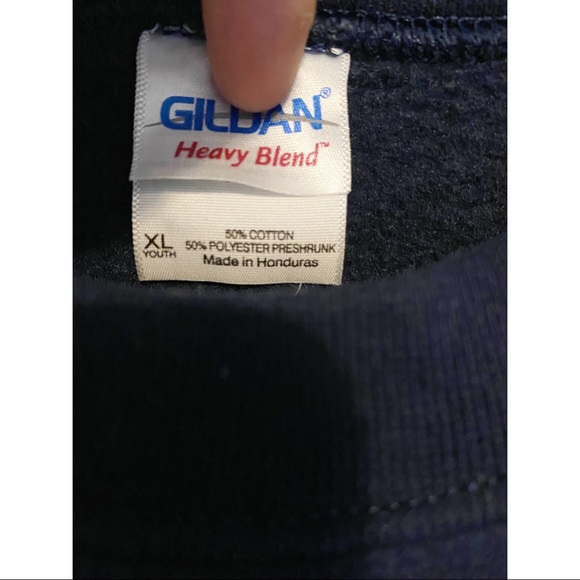 GILDAN®
Heavy Blend™
XL
YOUTH
50% COTTON
50% POLYESTER PRESHRUNK
Made in Honduras